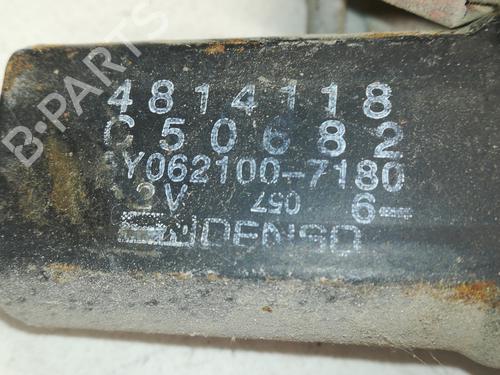 4814118
C50682
Y062100-7180
2V 057 6-
DENSO
B-PARTS